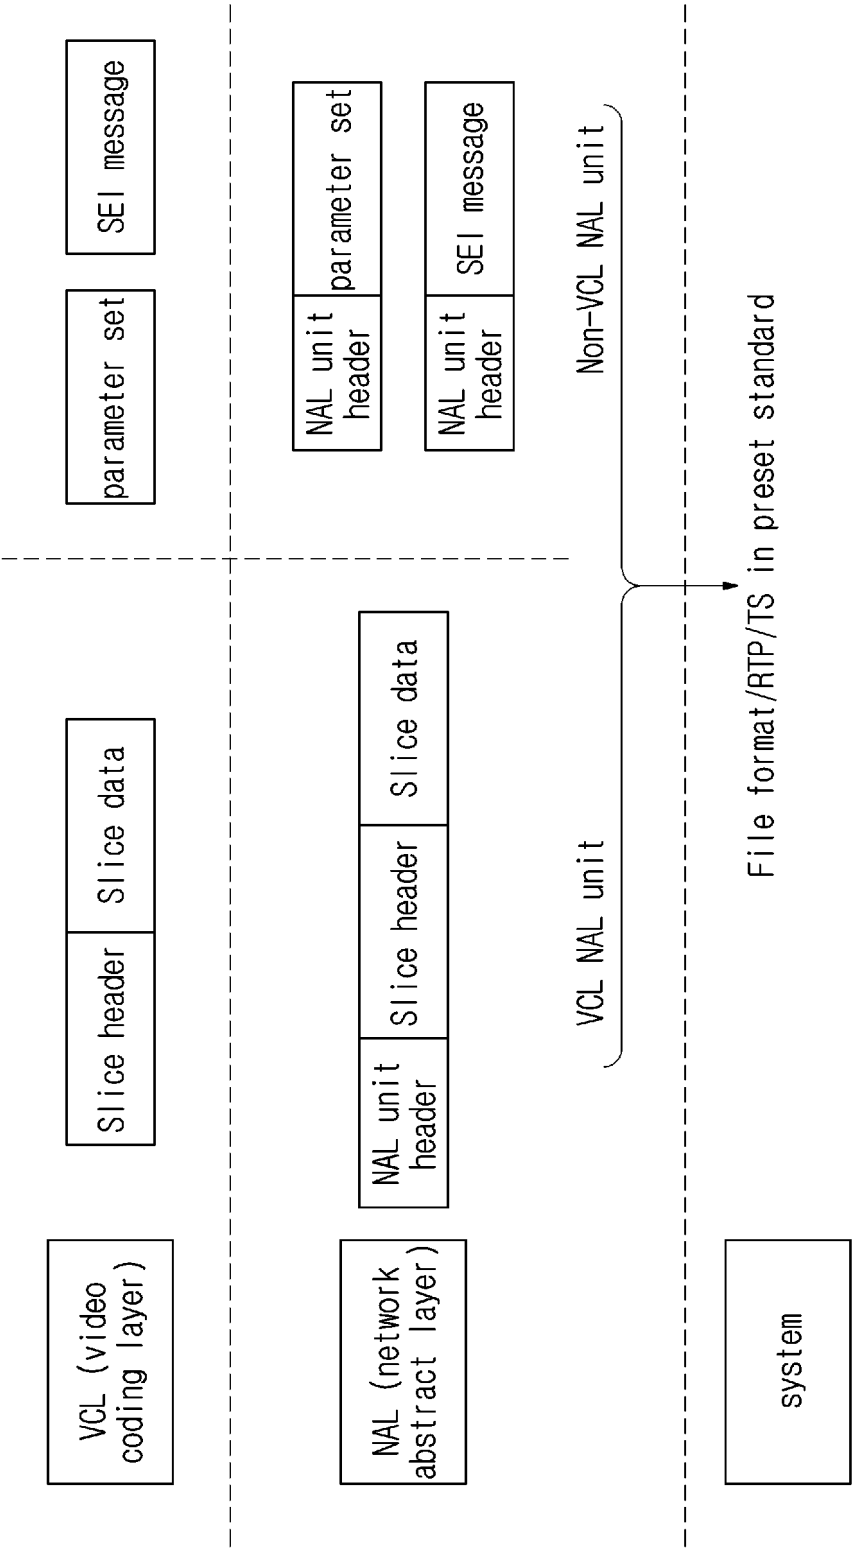 VCL (video
coding layer)
Slice header
Slice data
parameter set
SEI message
NAL (network
abstract layer)
NAL unit
header
Slice header
Slice data
NAL unit
header
parameter set
NAL unit
header
SEI message
VCL NAL unit
Non-VCL NAL unit
system
File format/RTP/TS in preset standard